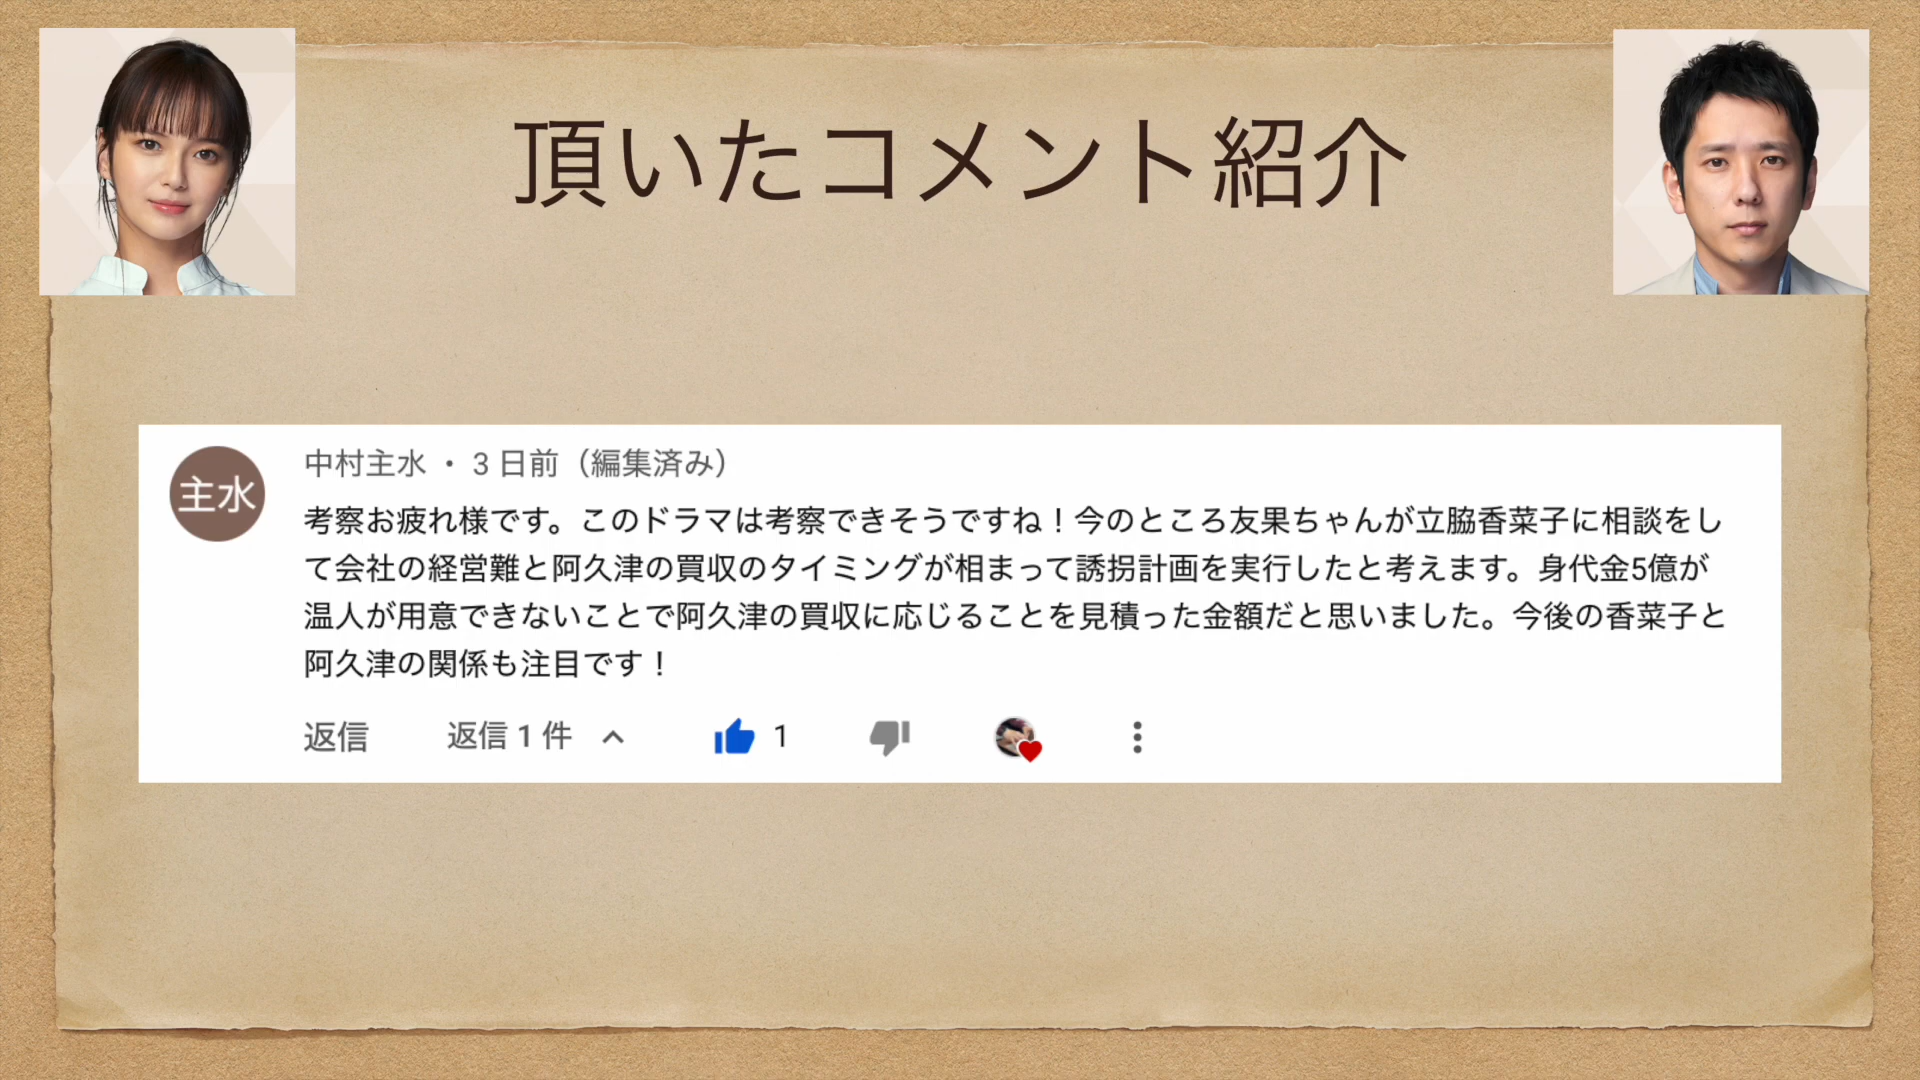 頂いたコメント紹介
主水
中村主水 ・ 3 日前（編集済み）
考察お疲れ様です。このドラマは考察できそうですね！今のところ友果ちゃんが立脇香菜子に相談をし
て会社の経営難と阿久津の買収のタイミングが相まって誘拐計画を実行したと考えます。身代金5億が
温人が用意できないことで阿久津の買収に応じることを見積った金額だと思いました。今後の香菜子と
阿久津の関係も注目です！
返信 返信 1 件 1